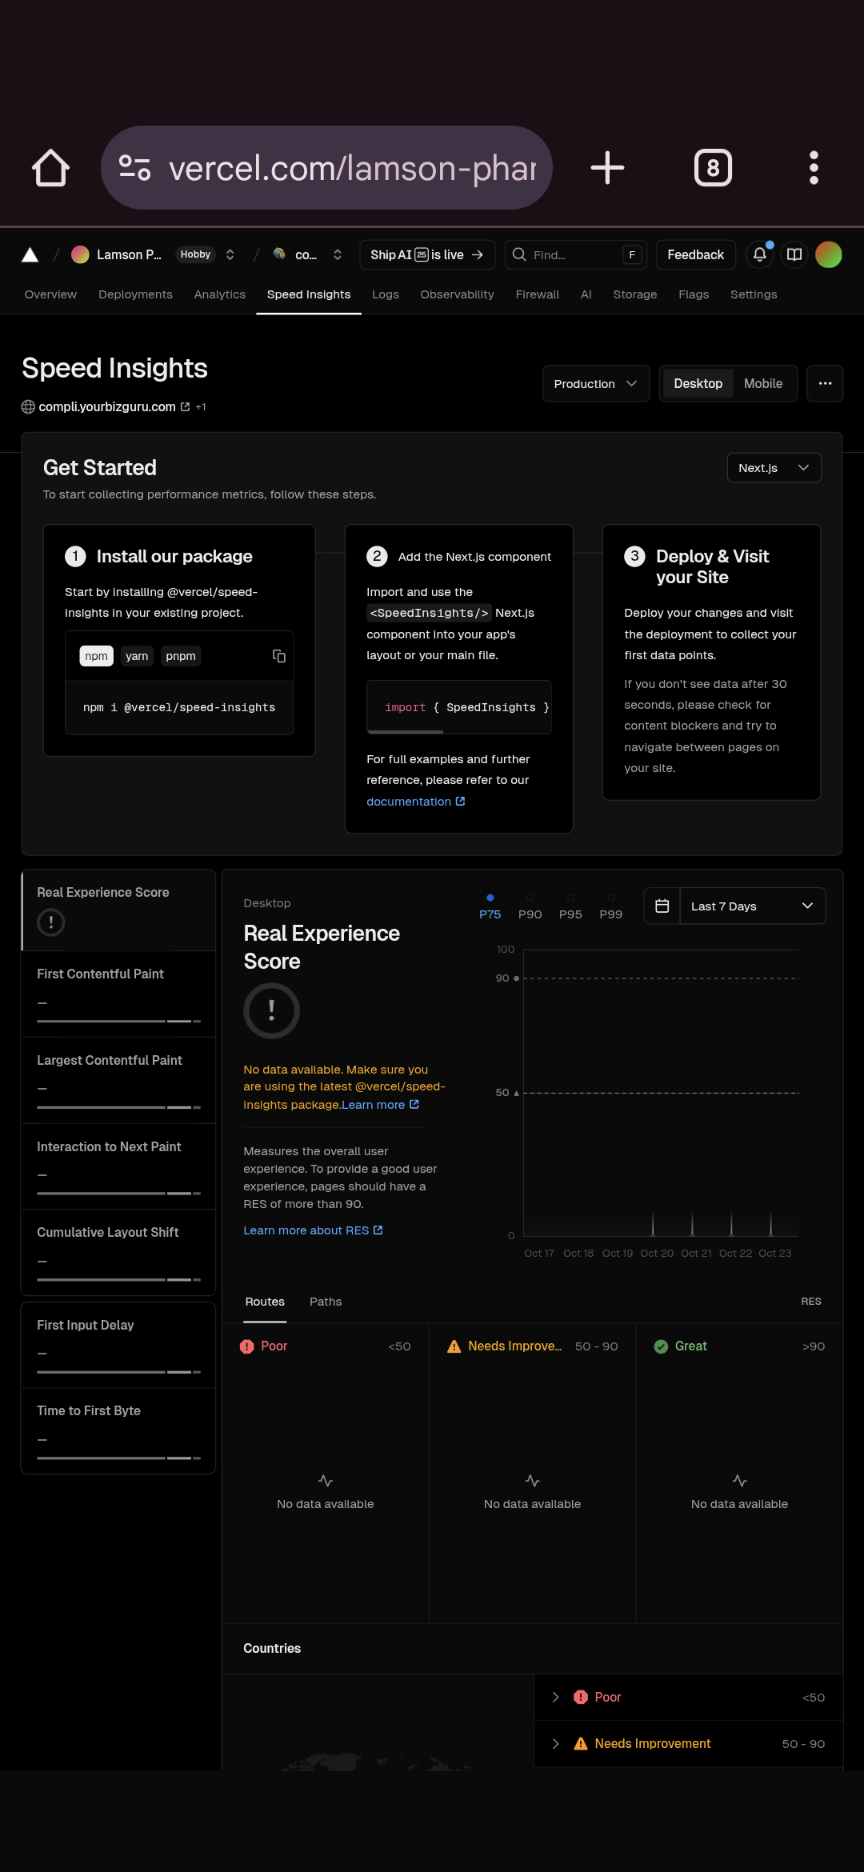 vercel.com/lamson-phar
8
Lamson P... Hobby co... Ship AI 25 is live → Find... F Feedback
Overview Deployments Analytics Speed Insights Logs Observability Firewall AI Storage Flags Settings
Speed Insights
compli.yourbizguru.com +1
Production Desktop Mobile
Get Started
To start collecting performance metrics, follow these steps.
Next.js
1 Install our package
Start by installing @vercel/speed-
insights in your existing project.
npm yarn pnpm
npm i @vercel/speed-insights
2 Add the Next.js component
Import and use the
<SpeedInsights/> Next.js
component into your app's
layout or your main file.
import { SpeedInsights }
For full examples and further
reference, please refer to our
documentation
3 Deploy & Visit
your Site
Deploy your changes and visit
the deployment to collect your
first data points.
If you don't see data after 30
seconds, please check for
content blockers and try to
navigate between pages on
your site.
Real Experience Score
First Contentful Paint
—
Largest Contentful Paint
—
Interaction to Next Paint
—
Cumulative Layout Shift
—
First Input Delay
—
Time to First Byte
—
Desktop
Real Experience
Score
No data available. Make sure you
are using the latest @vercel/speed-
insights package.Learn more
Measures the overall user
experience. To provide a good user
experience, pages should have a
RES of more than 90.
Learn more about RES
P75 P90 P95 P99
Last 7 Days
100
90
50
0
Oct 17 Oct 18 Oct 19 Oct 20 Oct 21 Oct 22 Oct 23
Routes Paths RES
Poor <50
Needs Improve... 50 - 90
Great >90
No data available
No data available
No data available
Countries
Poor <50
Needs Improvement 50 - 90